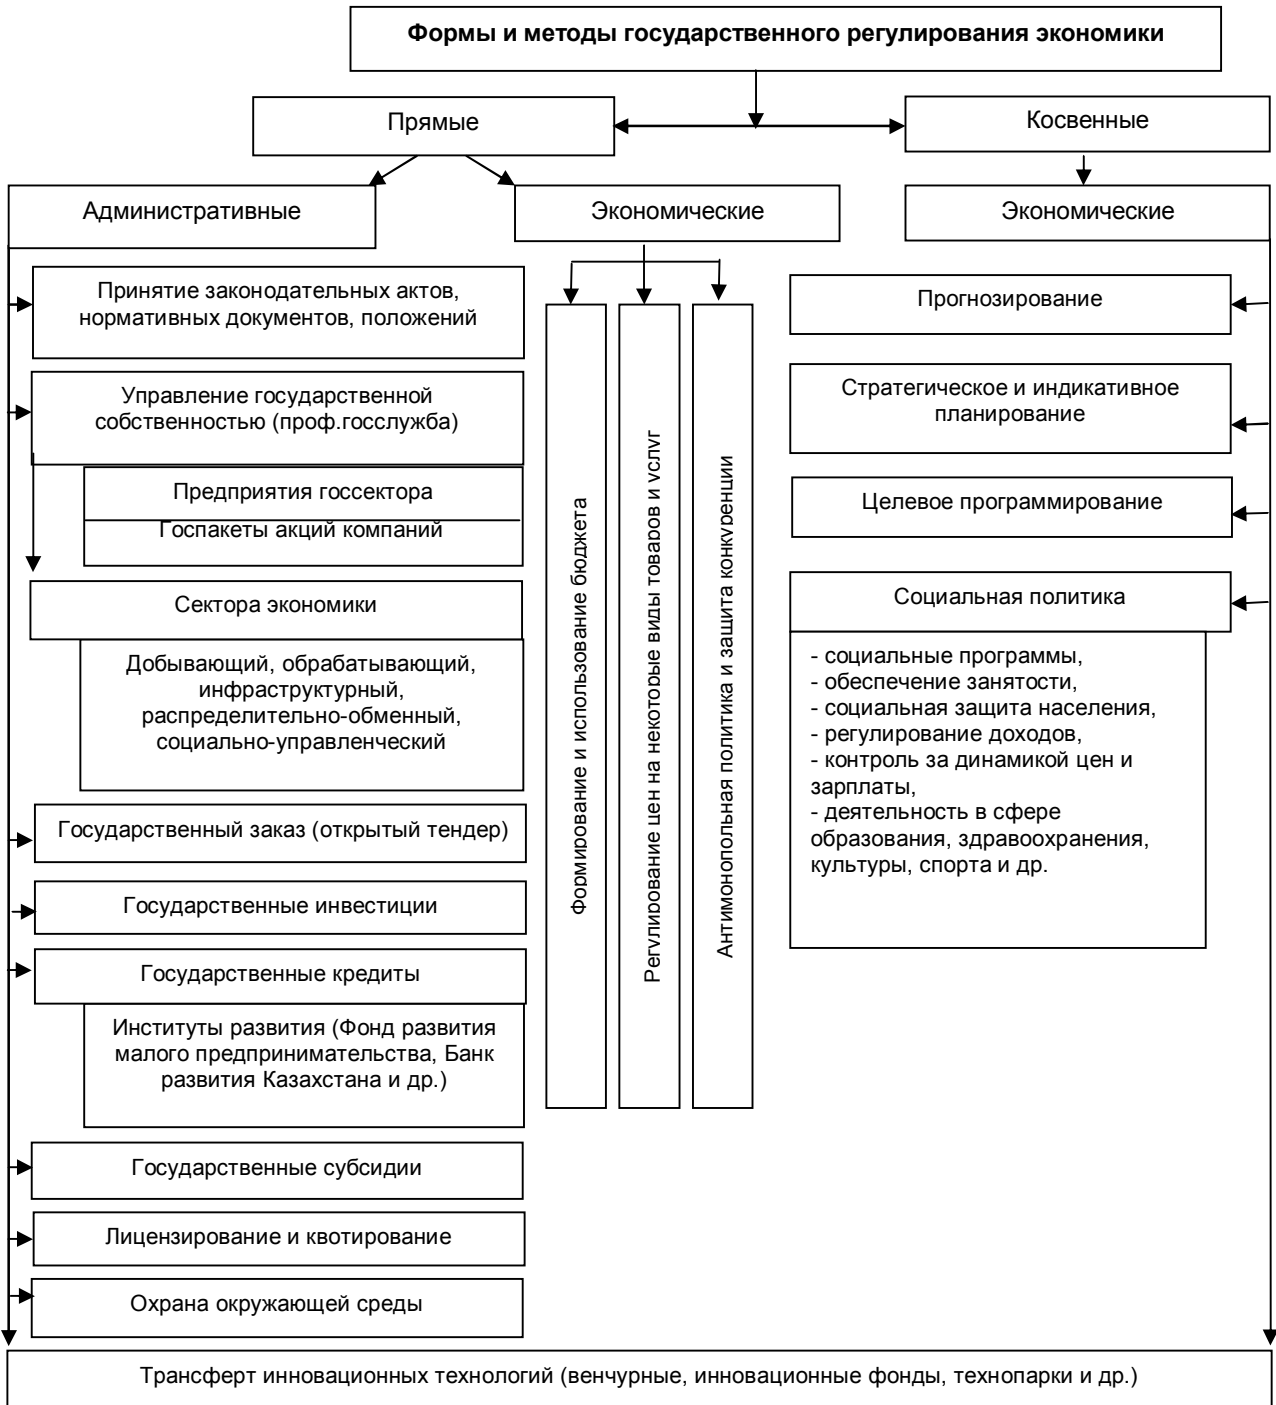 Формы и методы государственного регулирования экономики
Прямые
Косвенные
Административные
Экономические
Экономические
Принятие законодательных актов,
нормативных документов, положений
Управление государственной
собственностью (проф.госслужба)
Предприятия госсектора
Госпакеты акций компаний
Сектора экономики
Добывающий, обрабатывающий,
инфраструктурный,
распределительно-обменный,
социально-управленческий
Государственный заказ (открытый тендер)
Государственные инвестиции
Государственные кредиты
Институты развития (Фонд развития
малого предпринимательства, Банк
развития Казахстана и др.)
Государственные субсидии
Лицензирование и квотирование
Охрана окружающей среды
Формирование и использование бюджета
Регулирование цен на некоторые виды товаров и услуг
Антимонопольная политика и защита конкуренции
Прогнозирование
Стратегическое и индикативное
планирование
Целевое программирование
Социальная политика
- социальные программы,
- обеспечение занятости,
- социальная защита населения,
- регулирование доходов,
- контроль за динамикой цен и
зарплаты,
- деятельность в сфере
образования, здравоохранения,
культуры, спорта и др.
Трансферт инновационных технологий (венчурные, инновационные фонды, технопарки и др.)